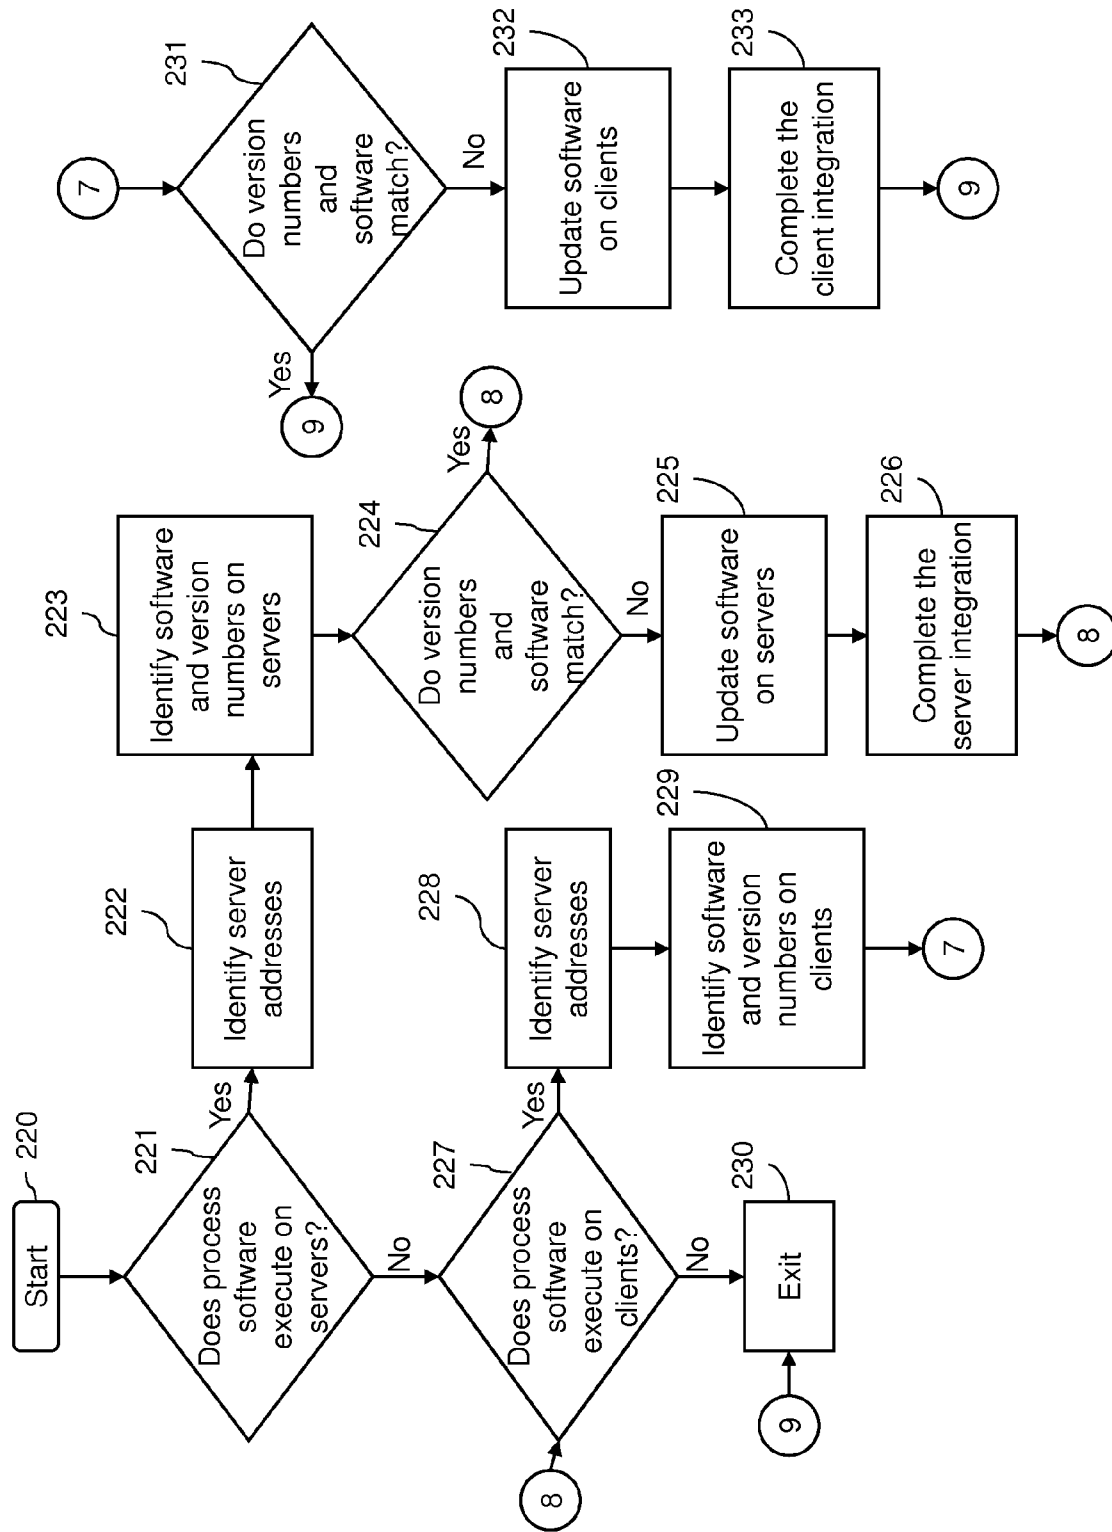 220
Start
221
Does process
software
execute on
servers?
Yes
No
222
Identify server
addresses
223
Identify software
and version
numbers on
servers
224
Do version
numbers
and
software
match?
Yes
8
No
225
Update software
on servers
226
Complete the
server integration
8
8
227
Does process
software
execute on
clients?
Yes
No
228
Identify server
addresses
229
Identify software
and version
numbers on
clients
7
9
230
Exit
7
231
Do version
numbers
and
software
match?
Yes
9
No
232
Update software
on clients
233
Complete the
client integration
9